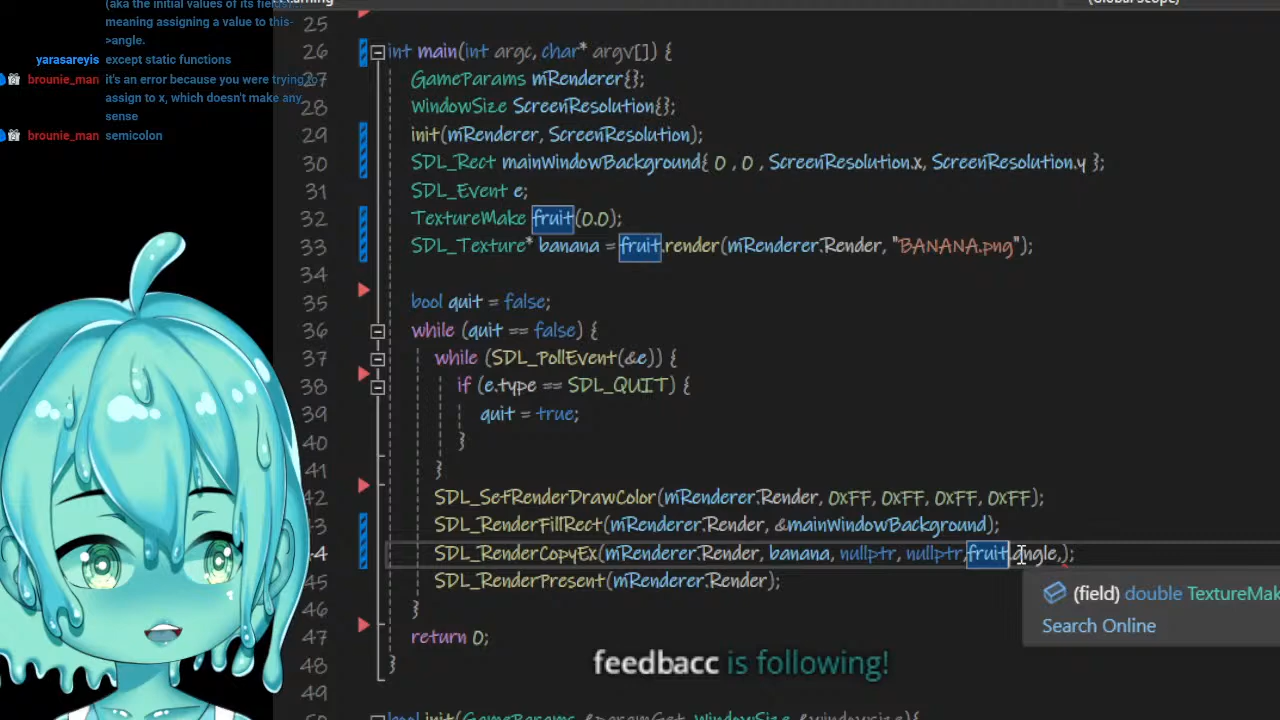 (aka the initial values of its fields,
meaning assigning a value to this-
>angle.
yarasareyis except static functions
brounie_man it's an error because you were trying to
assign to x, which doesn't make any
sense
brounie_man semicolon
25
26 int main(int argc, char* argv[]) {
27 GameParams mRenderer{};
28 WindowSize ScreenResolution{};
29 init(mRenderer, ScreenResolution);
30 SDL_Rect mainWindowBackground{ 0 , 0 , ScreenResolution.x, ScreenResolution.y };
31 SDL_Event e;
32 TextureMake fruit(0.0);
33 SDL_Texture* banana = fruit.render(mRenderer.Render, "BANANA.png");
34
35 bool quit = false;
36 while (quit == false) {
37 while (SDL_PollEvent(&e)) {
38 if (e.type == SDL_QUIT) {
39 quit = true;
40 }
41 }
42 SDL_SetRenderDrawColor(mRenderer.Render, 0xFF, 0xFF, 0xFF, 0xFF);
43 SDL_RenderFillRect(mRenderer.Render, &mainWindowBackground);
44 SDL_RenderCopyEx(mRenderer.Render, banana, nullptr, nullptr,fruit.angle,);
45 SDL_RenderPresent(mRenderer.Render);
(field) double TextureMak
Search Online
46 }
47 return 0;
48 }
feedbacc is following!
49